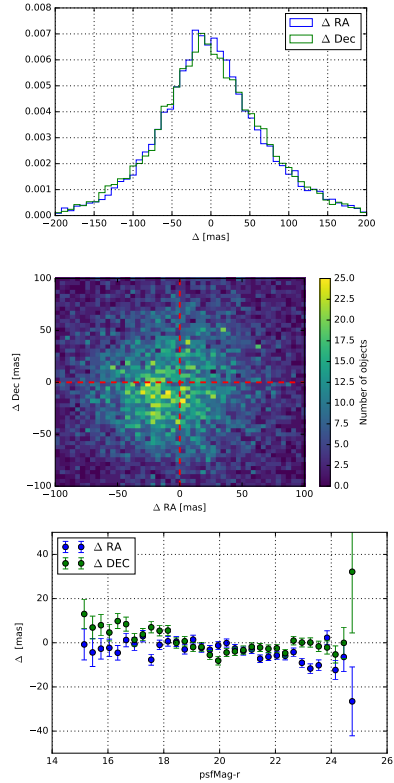 0.008
0.007
0.006
0.005
0.004
0.003
0.002
0.001
0.000
Δ RA
Δ Dec
−200 −150 −100 −50 0 50 100 150 200
Δ [mas]
100
50
0
−50
−100
Δ Dec [mas]
−100 −50 0 50 100
Δ RA [mas]
25.0
22.5
20.0
17.5
15.0
12.5
10.0
7.5
5.0
2.5
0.0
Number of objects
40
20
0
−20
−40
Δ [mas]
Δ RA
Δ DEC
14 16 18 20 22 24 26
psfMag-r